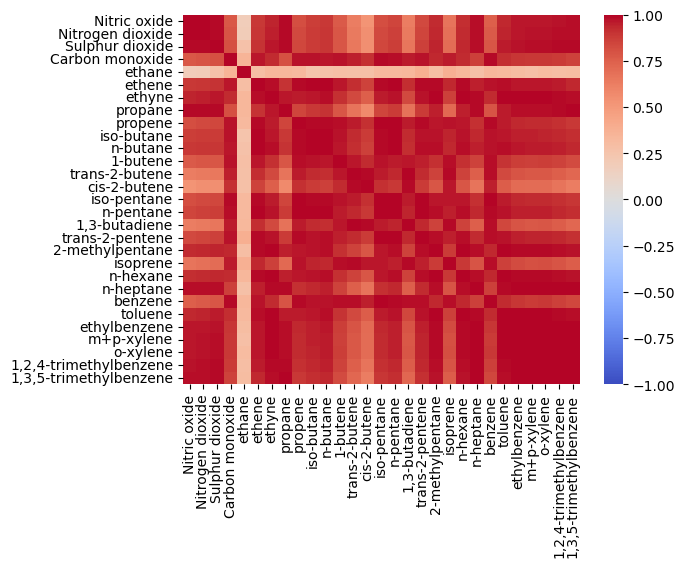 Nitric oxide
Nitrogen dioxide
Sulphur dioxide
Carbon monoxide
ethane
ethene
ethyne
propane
propene
iso-butane
n-butane
1-butene
trans-2-butene
cis-2-butene
iso-pentane
n-pentane
1,3-butadiene
trans-2-pentene
2-methylpentane
isoprene
n-hexane
n-heptane
benzene
toluene
ethylbenzene
m+p-xylene
o-xylene
1,2,4-trimethylbenzene
1,3,5-trimethylbenzene
Nitric oxide
Nitrogen dioxide
Sulphur dioxide
Carbon monoxide
ethane
ethene
ethyne
propane
propene
iso-butane
n-butane
1-butene
trans-2-butene
cis-2-butene
iso-pentane
n-pentane
1,3-butadiene
trans-2-pentene
2-methylpentane
isoprene
n-hexane
n-heptane
benzene
toluene
ethylbenzene
m+p-xylene
o-xylene
1,2,4-trimethylbenzene
1,3,5-trimethylbenzene
1.00
0.75
0.50
0.25
0.00
−0.25
−0.50
−0.75
−1.00